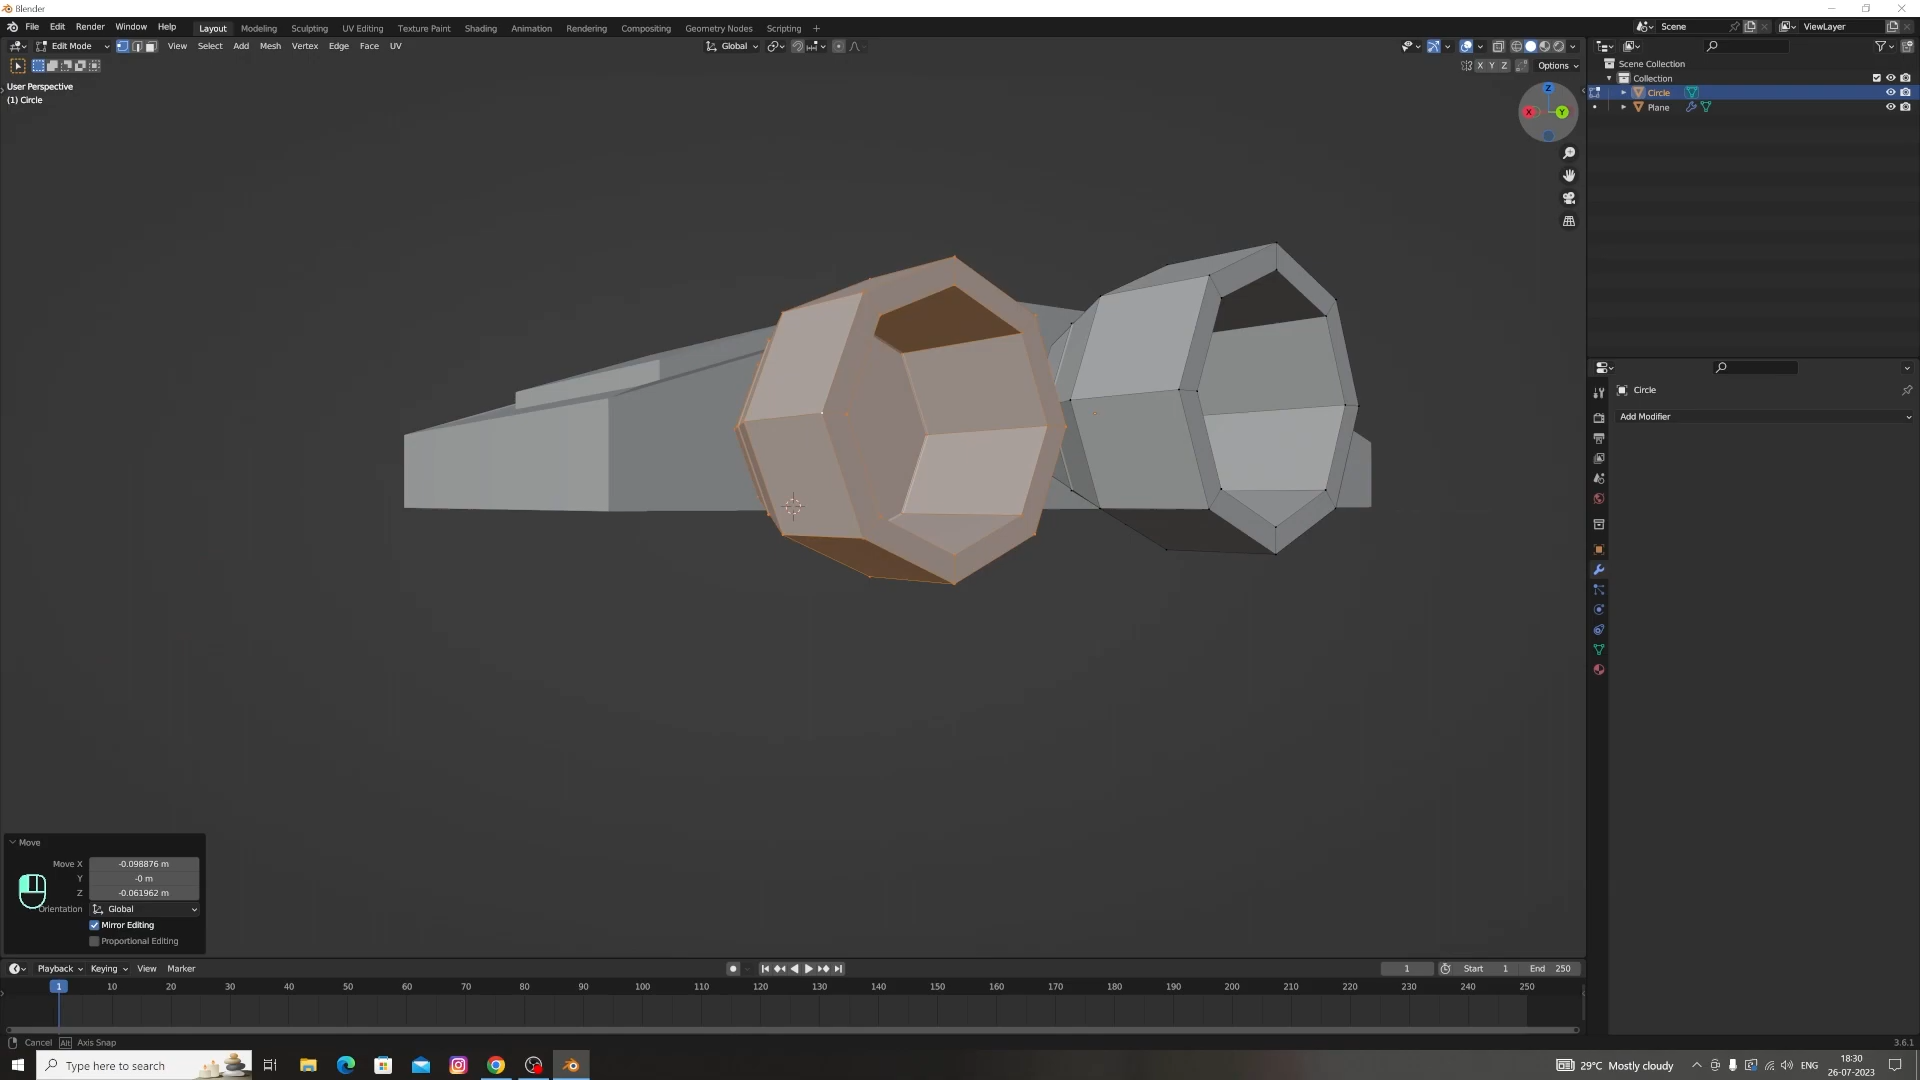 Blender
File Edit Render Window Help Layout Modeling Sculpting UV Editing Texture Paint Shading Animation Rendering Compositing Geometry Nodes Scripting + Scene ViewLayer
Edit Mode View Select Add Mesh Vertex Edge Face UV Global
X Y Z Options
User Perspective
(1) Circle
Z
X Y
Scene Collection
Collection
Circle
Plane
Circle
Add Modifier
Move
Move X -0.098876 m
Y -0 m
Z -0.061962 m
Orientation Global
Mirror Editing
Proportional Editing
Playback Keying View Marker 1 Start 1 End 250
1 10 20 30 40 50 60 70 80 90 100 110 120 130 140 150 160 170 180 190 200 210 220 230 240 250
Cancel Alt Axis Snap 3.6.1
Type here to search 29°C Mostly cloudy ENG 18:30
26-07-2023